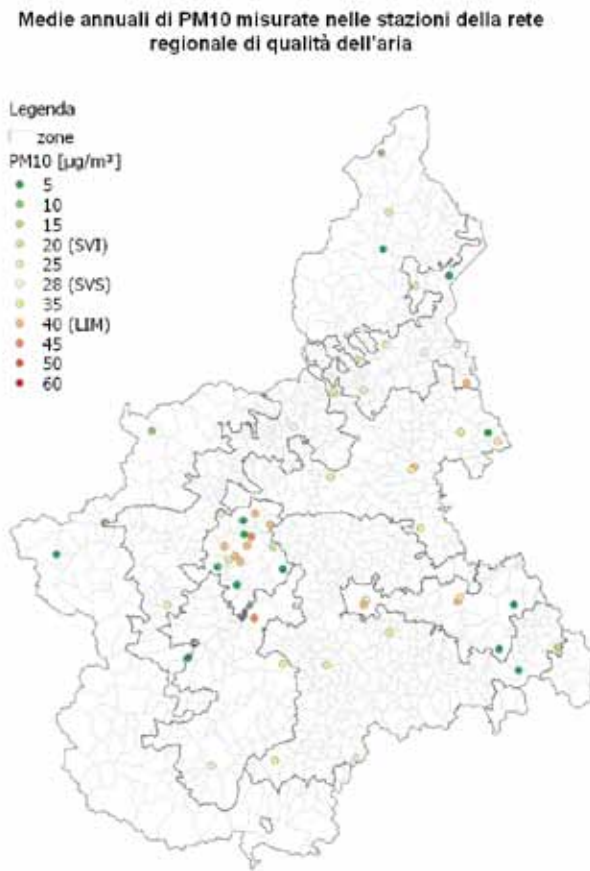 Medie annuali di PM10 misurate nelle stazioni della rete
regionale di qualità dell'aria
Legenda
zone
PM10 [µg/m³]
5
10
15
20 (SVI)
25
28 (SVS)
35
40 (LIM)
45
50
60